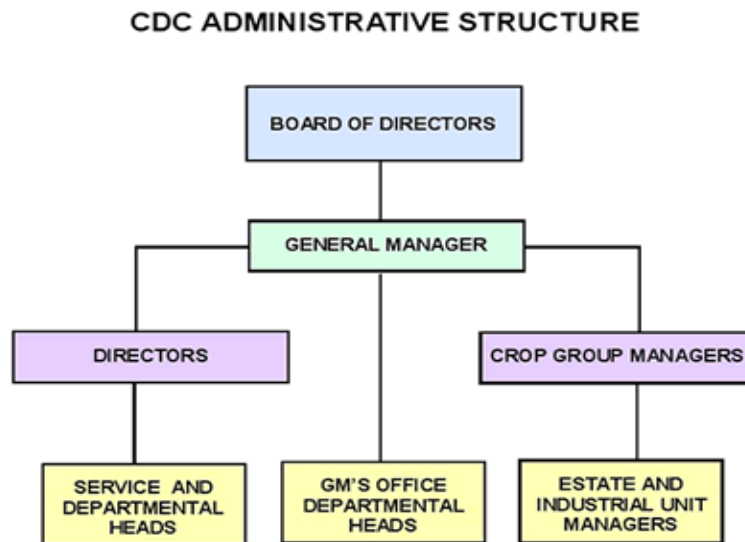 CDC ADMINISTRATIVE STRUCTURE
BOARD OF DIRECTORS
GENERAL MANAGER
DIRECTORS
CROP GROUP MANAGERS
SERVICE AND
DEPARTMENTAL
HEADS
GM'S OFFICE
DEPARTMENTAL
HEADS
ESTATE AND
INDUSTRIAL UNIT
MANAGERS